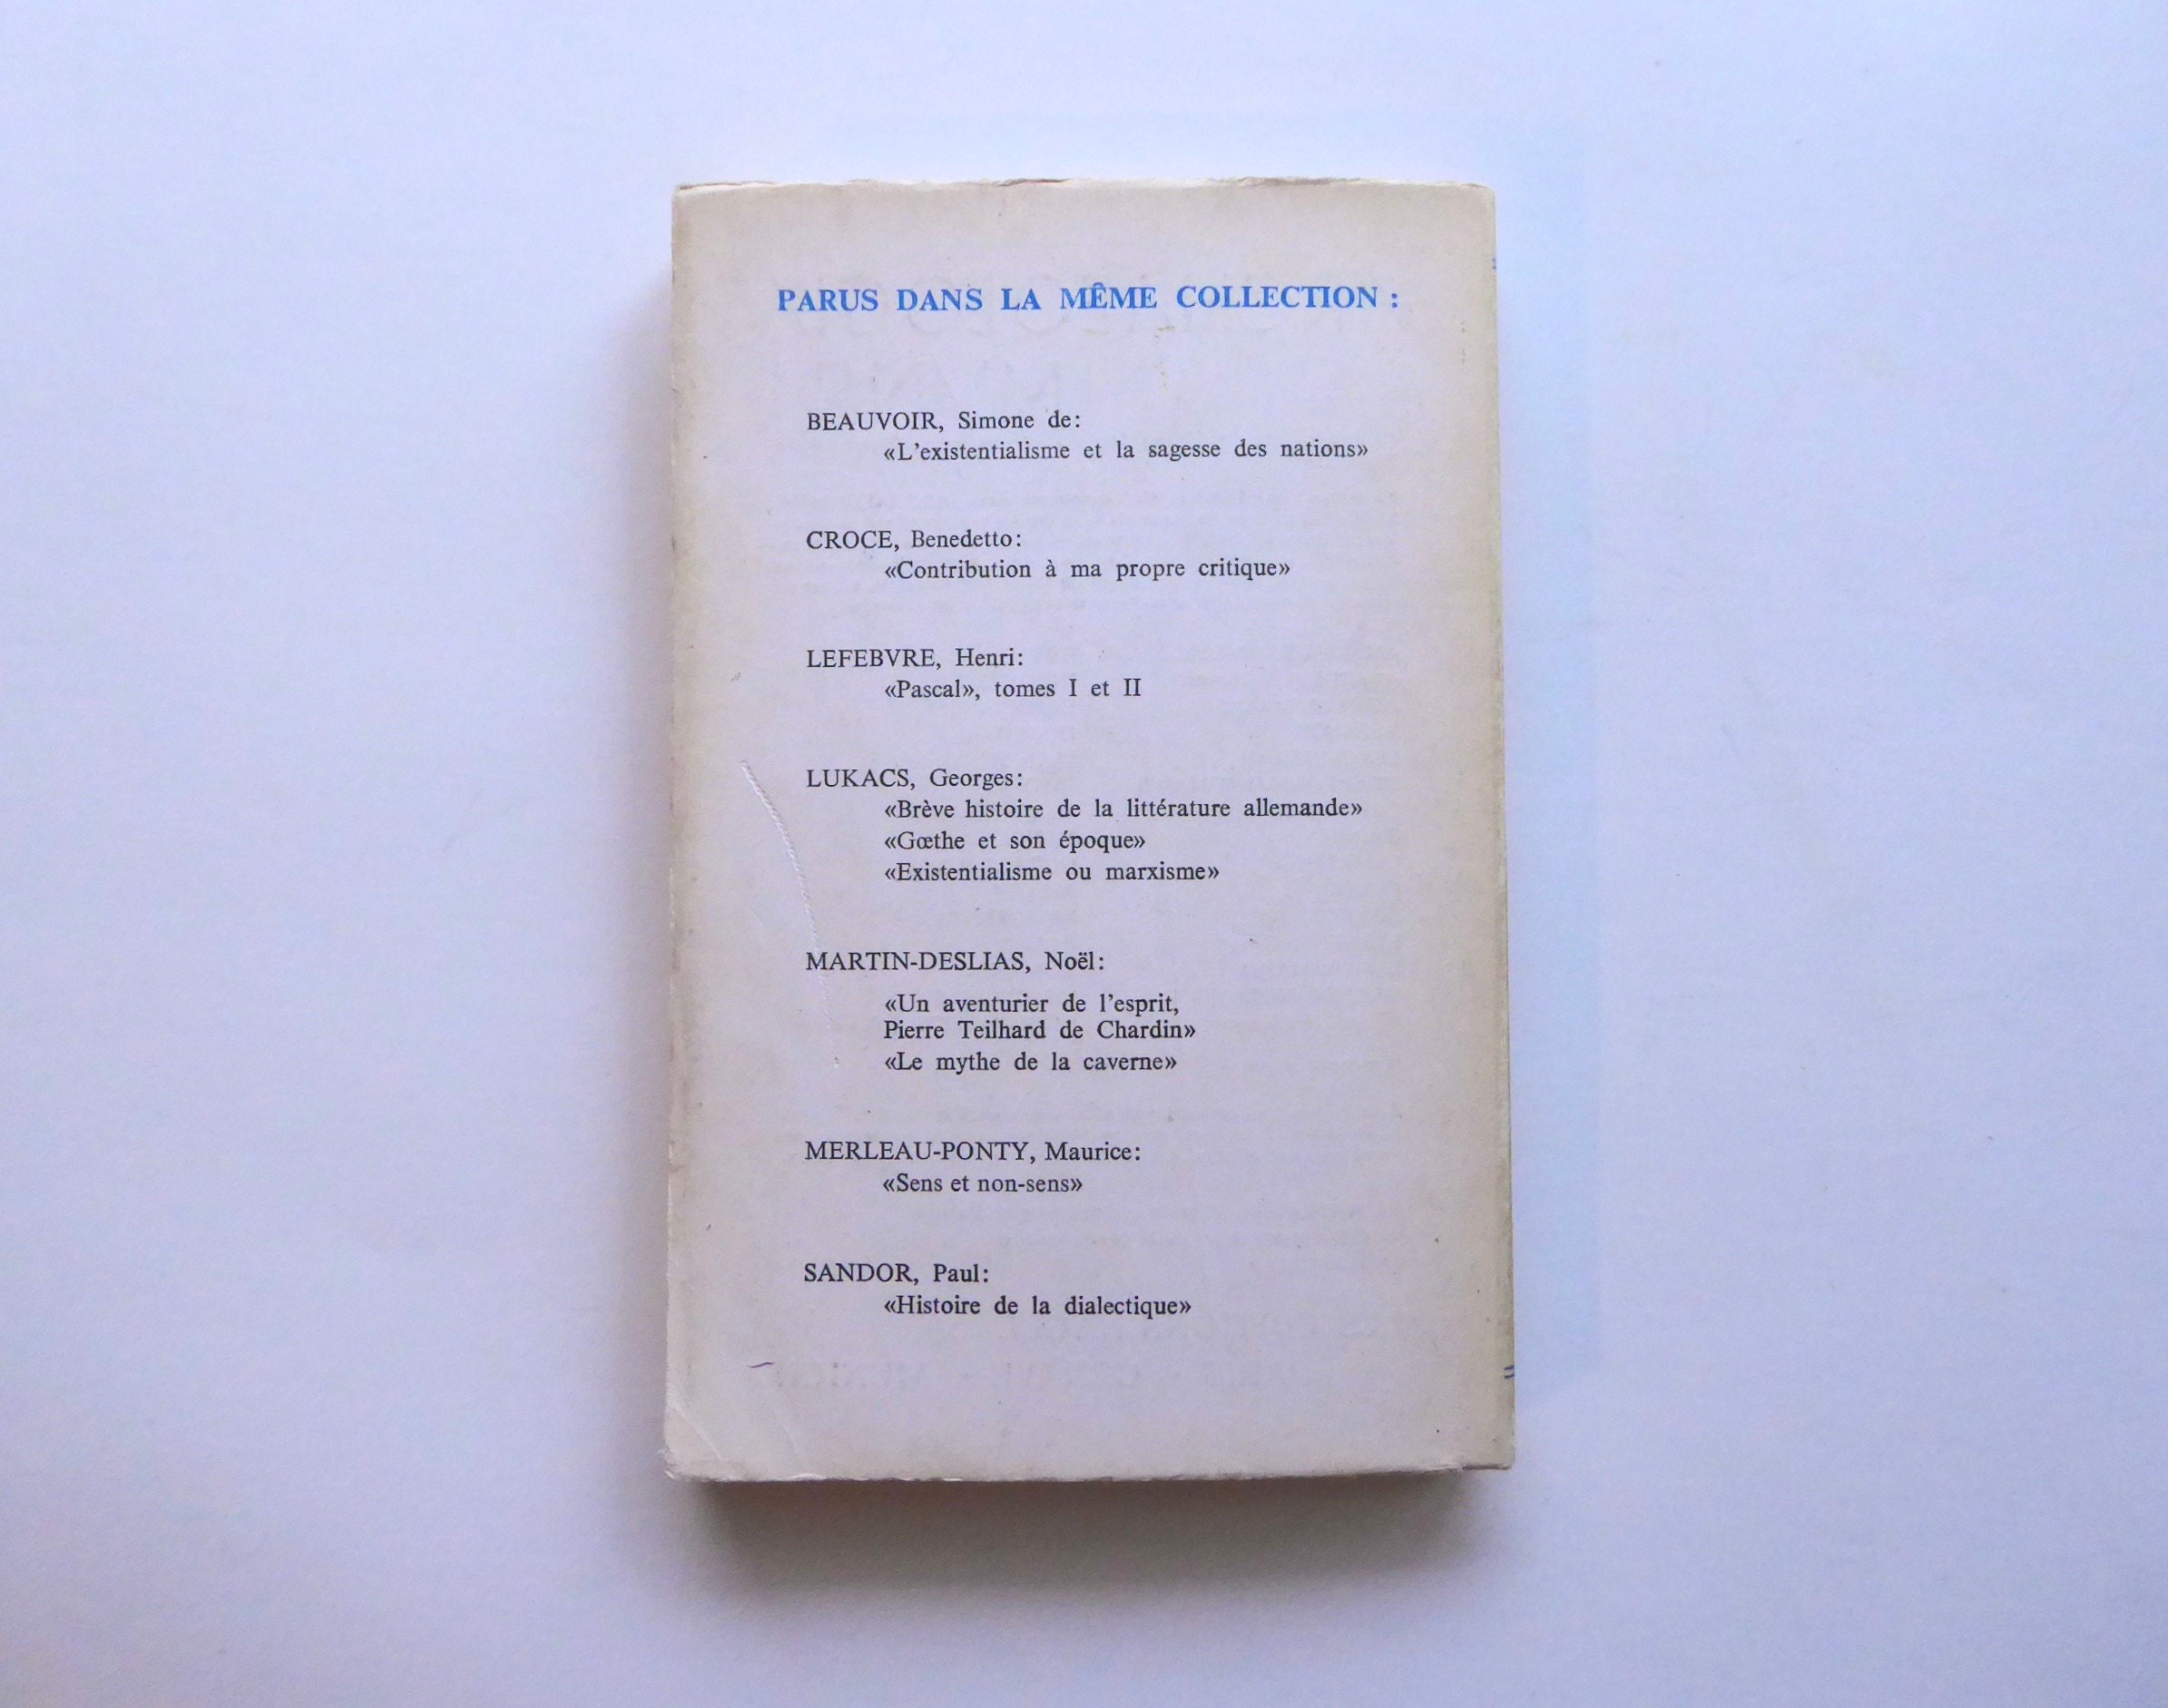 PARUS DANS LA MÊME COLLECTION :
BEAUVOIR, Simone de:
«L'existentialisme et la sagesse des nations»
CROCE, Benedetto:
«Contribution à ma propre critique»
LEFEBVRE, Henri:
«Pascal», tomes I et II
LUKACS, Georges:
«Brève histoire de la littérature allemande»
«Gœthe et son époque»
«Existentialisme ou marxisme»
MARTIN-DESLIAS, Noël:
«Un aventurier de l'esprit,
Pierre Teilhard de Chardin»
«Le mythe de la caverne»
MERLEAU-PONTY, Maurice:
«Sens et non-sens»
SANDOR, Paul:
«Histoire de la dialectique»